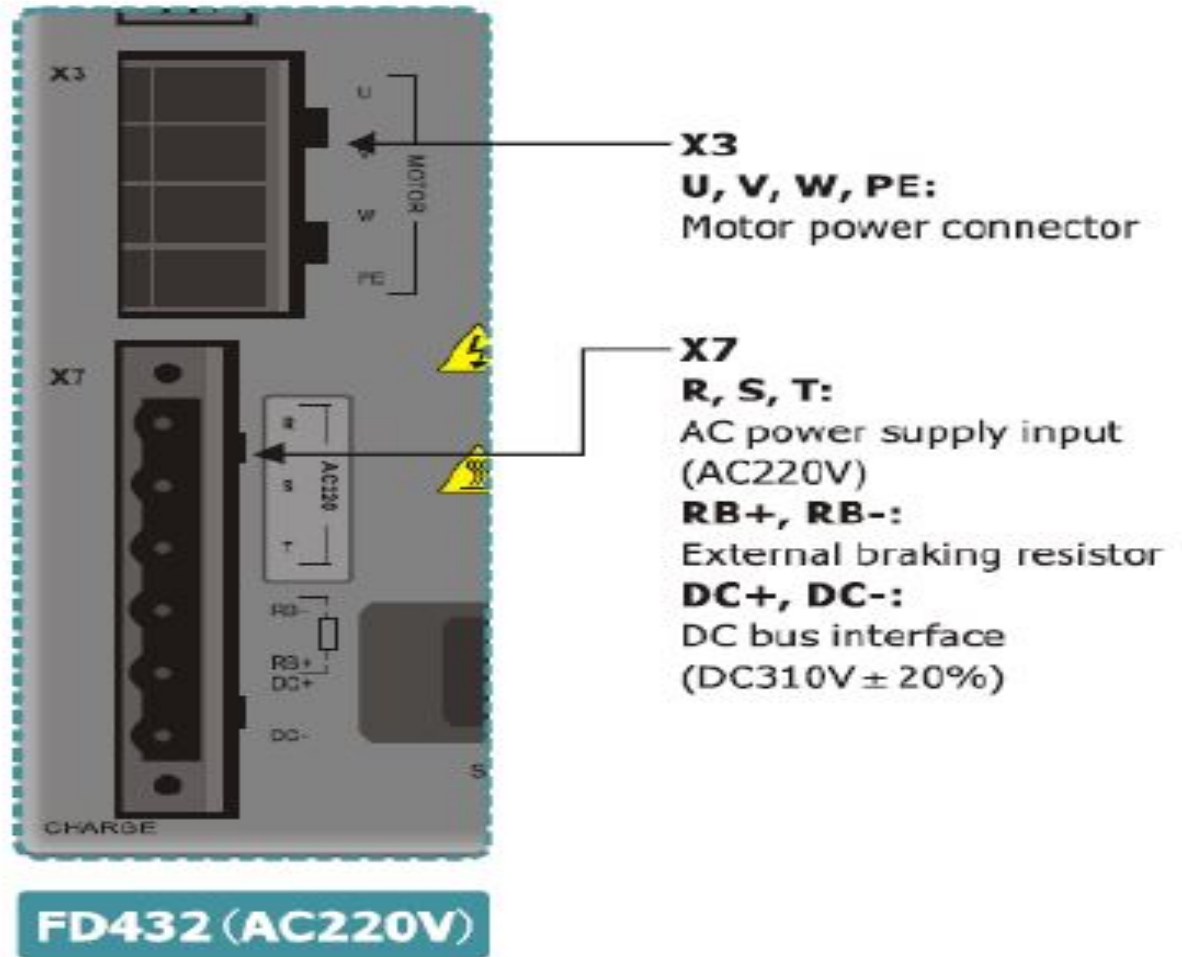 X3
U
W
PE
MOTOR
X7
R
S
T
AC220
RB-
RB+
DC+
DC-
S
CHARGE
FD432 (AC220V)
X3
U, V, W, PE:
Motor power connector
X7
R, S, T:
AC power supply input
(AC220V)
RB+, RB-:
External braking resistor
DC+, DC-:
DC bus interface
(DC310V ± 20%)